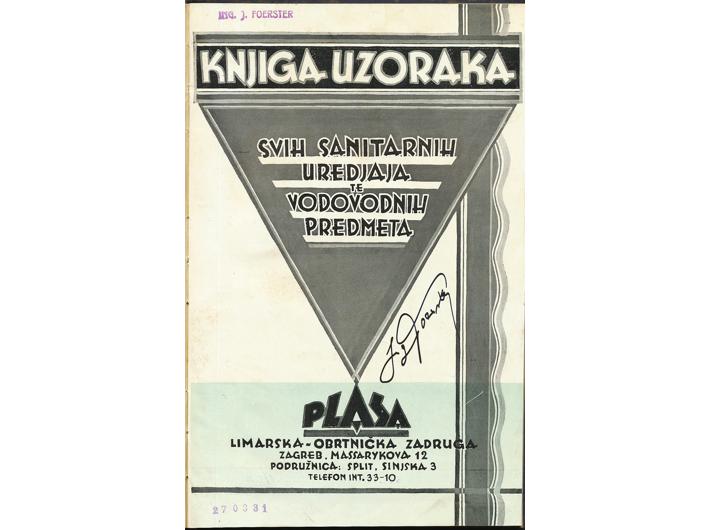 ING. J. FOERSTER
KNJIGA UZORAKA
SVIH SANITARNIH
UREDJAJA
TE
VODOVODNIH
PREDMETA
J. Foerster
PLASA
LIMARSKA-OBRTNIČKA ZADRUGA
ZAGREB, MASSARYKOVA 12
PODRUŽNICA: SPLIT, SINJSKA 3
TELEFON INT. 33-10
270331